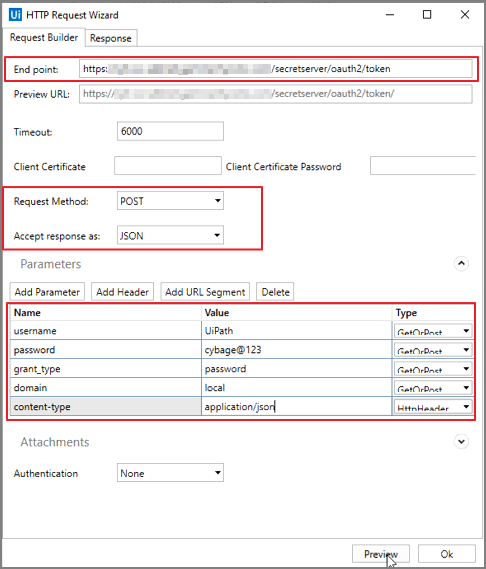 Ui HTTP Request Wizard
Request Builder Response
End point: https: /secretserver/oauth2/token
Preview URL: https:// /secretserver/oauth2/token/
Timeout: 6000
Client Certificate Client Certificate Password
Request Method: POST
Accept response as: JSON
Parameters
Add Parameter Add Header Add URL Segment Delete
Name Value Type
username UiPath GetOrPost
password cybage@123 GetOrPost
grant_type password GetOrPost
domain local GetOrPost
content-type application/json HttpHeader
Attachments
Authentication None
Preview Ok